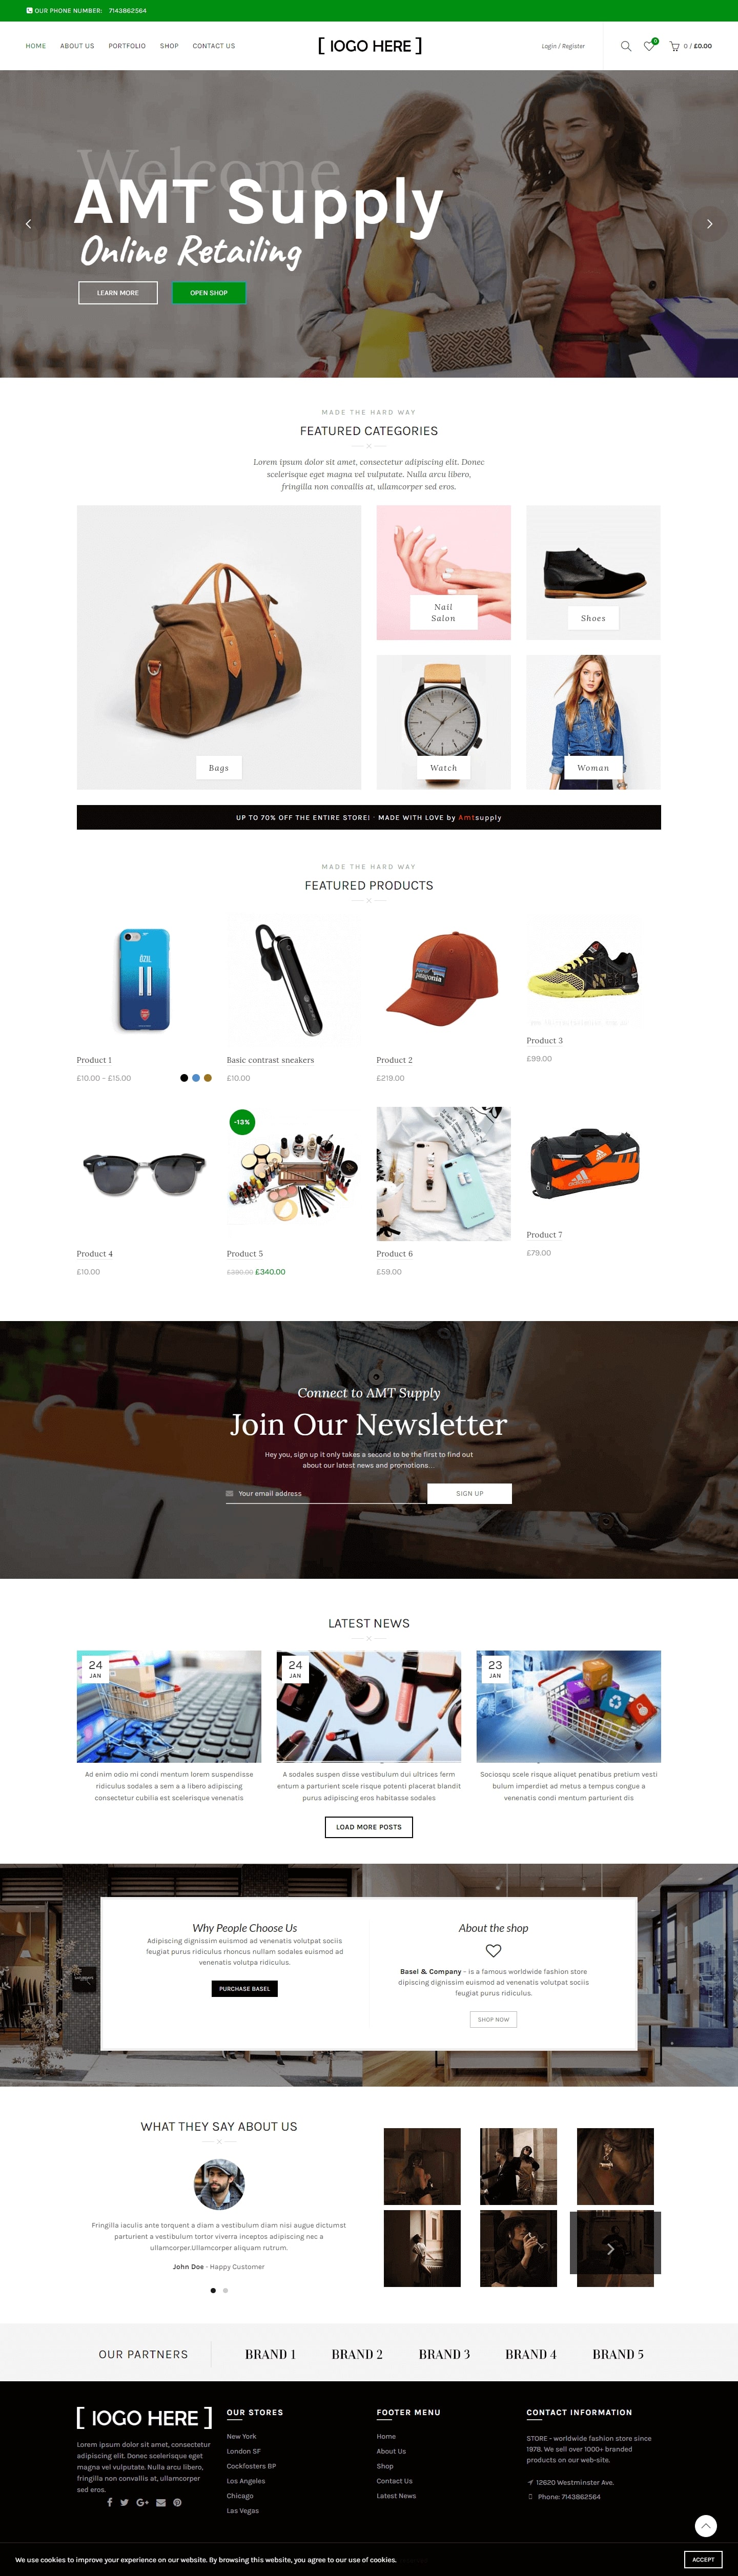 OUR PHONE NUMBER: 7143862564
HOME ABOUT US PORTFOLIO SHOP CONTACT US
[ IOGO HERE ]
Login / Register
0
0 / £0.00
Welcome
AMT Supply
Online Retailing
LEARN MORE
OPEN SHOP
MADE THE HARD WAY
FEATURED CATEGORIES
Lorem ipsum dolor sit amet, consectetur adipiscing elit. Donec
scelerisque eget magna vel vulputate. Nulla arcu libero,
fringilla non convallis at, ullamcorper sed eros.
Bags
Nail
Salon
Shoes
Watch
Woman
UP TO 70% OFF THE ENTIRE STORE! - MADE WITH LOVE by Amtsupply
MADE THE HARD WAY
FEATURED PRODUCTS
ÖZIL
11
patagonia
Product 1
£10.00 – £15.00
Basic contrast sneakers
£10.00
Product 2
£219.00
Product 3
£99.00
-13%
adidas
Product 4
£10.00
Product 5
£390.00 £340.00
Product 6
£59.00
Product 7
£79.00
Connect to AMT Supply
Join Our Newsletter
Hey you, sign up it only takes a second to be the first to find out
about our latest news and promotions…
Your email address
SIGN UP
LATEST NEWS
24
JAN
24
JAN
23
JAN
Ad enim odio mi condi mentum lorem suspendisse
ridiculus sodales a sem a a libero adipiscing
consectetur cubilia est scelerisque venenatis
A sodales suspen disse vestibulum dui ultrices ferm
entum a parturient scele risque potenti placerat blandit
purus adipiscing eros habitasse sodales
Sociosqu scele risque aliquet penatibus pretium vesti
bulum imperdiet ad metus a tempus congue a
venenatis condi mentum parturient dis
LOAD MORE POSTS
Why People Choose Us
Adipiscing dignissim euismod ad venenatis volutpat sociis
feugiat purus ridiculus rhoncus nullam sodales euismod ad
venenatis volutpa ridiculus.
PURCHASE BASEL
About the shop
Basel & Company – is a famous worldwide fashion store
dipiscing dignissim euismod ad venenatis volutpat sociis
feugiat purus ridiculus.
SHOP NOW
WHAT THEY SAY ABOUT US
Fringilla iaculis ante torquent a diam a vestibulum diam nisi augue dictumst
parturient a vestibulum tortor viverra inceptos adipiscing nec a
ullamcorper.Ullamcorper aliquam rutrum.
John Doe - Happy Customer
OUR PARTNERS
BRAND 1
BRAND 2
BRAND 3
BRAND 4
BRAND 5
[ IOGO HERE ]
Lorem ipsum dolor sit amet, consectetur
adipiscing elit. Donec scelerisque eget
magna vel vulputate. Nulla arcu libero,
fringilla non convallis at, ullamcorper
sed eros.
OUR STORES
New York
London SF
Cockfosters BP
Los Angeles
Chicago
Las Vegas
FOOTER MENU
Home
About Us
Shop
Contact Us
Latest News
CONTACT INFORMATION
STORE - worldwide fashion store since
1978. We sell over 1000+ branded
products on our web-site.
12620 Westminster Ave.
Phone: 7143862564
We use cookies to improve your experience on our website. By browsing this website, you agree to our use of cookies.
ACCEPT